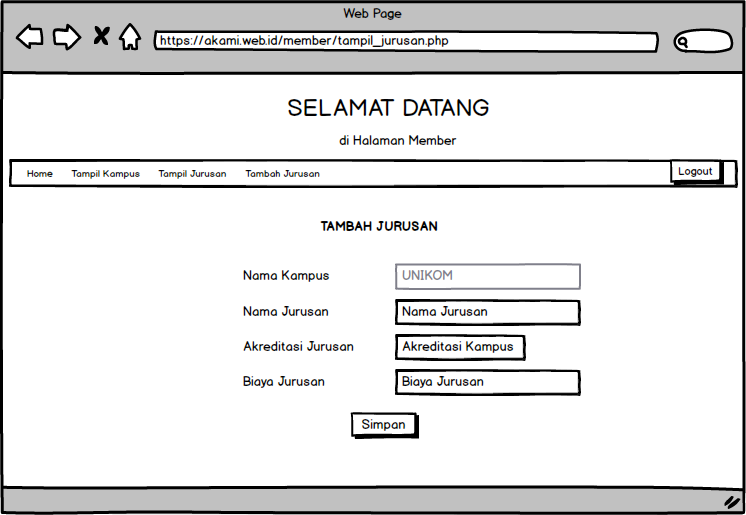 Web Page
https://akami.web.id/member/tampil_jurusan.php
SELAMAT DATANG
di Halaman Member
Home Tampil Kampus Tampil Jurusan Tambah Jurusan Logout
TAMBAH JURUSAN
Nama Kampus UNIKOM
Nama Jurusan Nama Jurusan
Akreditasi Jurusan Akreditasi Kampus
Biaya Jurusan Biaya Jurusan
Simpan